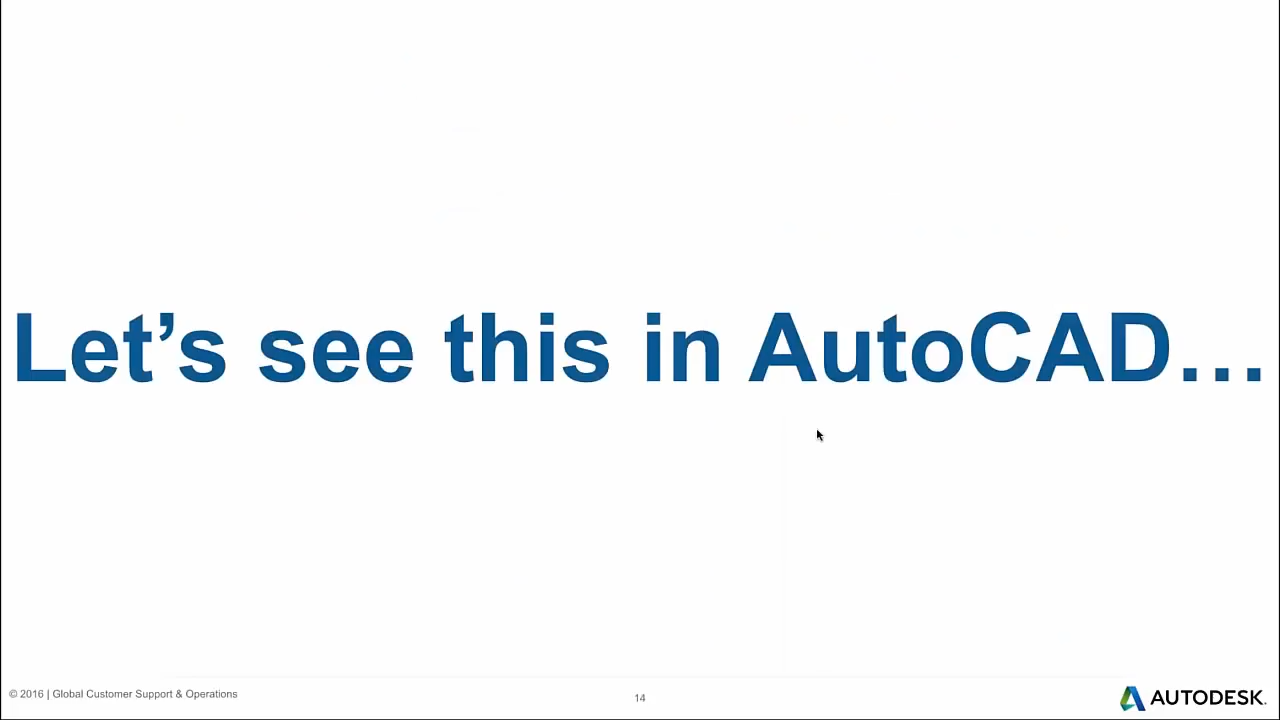 Let’s see this in AutoCAD…
© 2016 | Global Customer Support & Operations
14
AUTODESK.